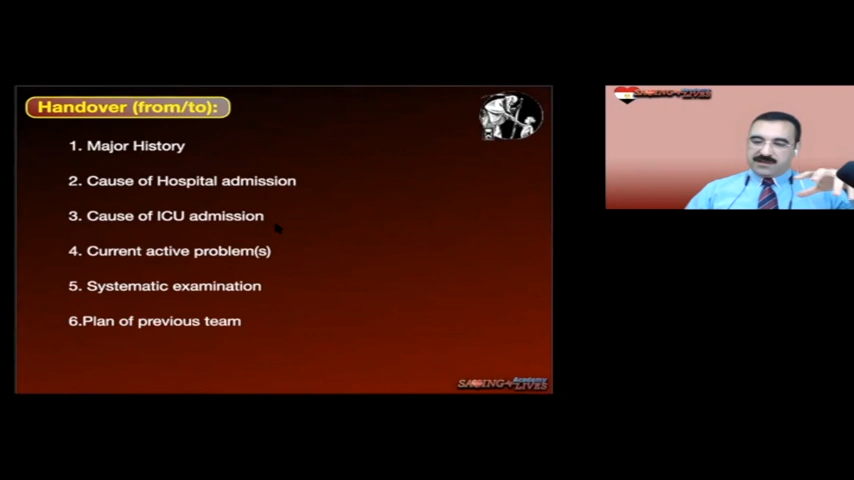 Handover (from/to):
1. Major History
2. Cause of Hospital admission
3. Cause of ICU admission
4. Current active problem(s)
5. Systematic examination
6.Plan of previous team
SAVING LIVES
Academy